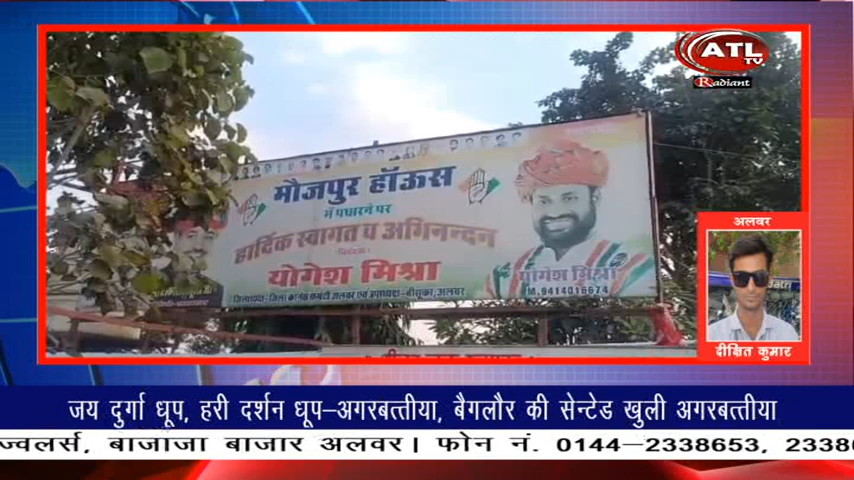 ATL
TV
Radiant
मौजपुर हॉऊस
में पधारने पर
हार्दिक स्वागत प अभिनन्दन
योगेश मिश्रा
योगेश मिश्रा
M.9414016674
अलवर
दीक्षित कुमार
जय दुर्गा धूप, हरी दर्शन धूप–अगरबत्तीया, बैगलौर की सेन्टेड खुली अगरबत्तीया
ज्वलर्स, बाजाजा बाजार अलवर। फोन नं. 0144–2338653, 2338